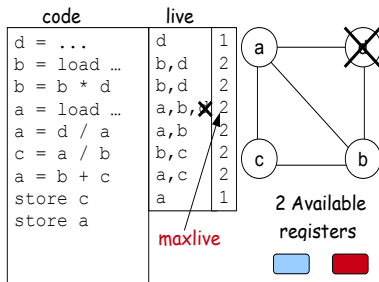 code live
d = ... d 1
b = load … b,d 2
b = b * d b,d 2
a = load … a,b,d 2
a = d / a a,b 2
c = a / b b,c 2
a = b + c a,c 2
store c a 1
store a
maxlive
a d
c b
2 Available
registers